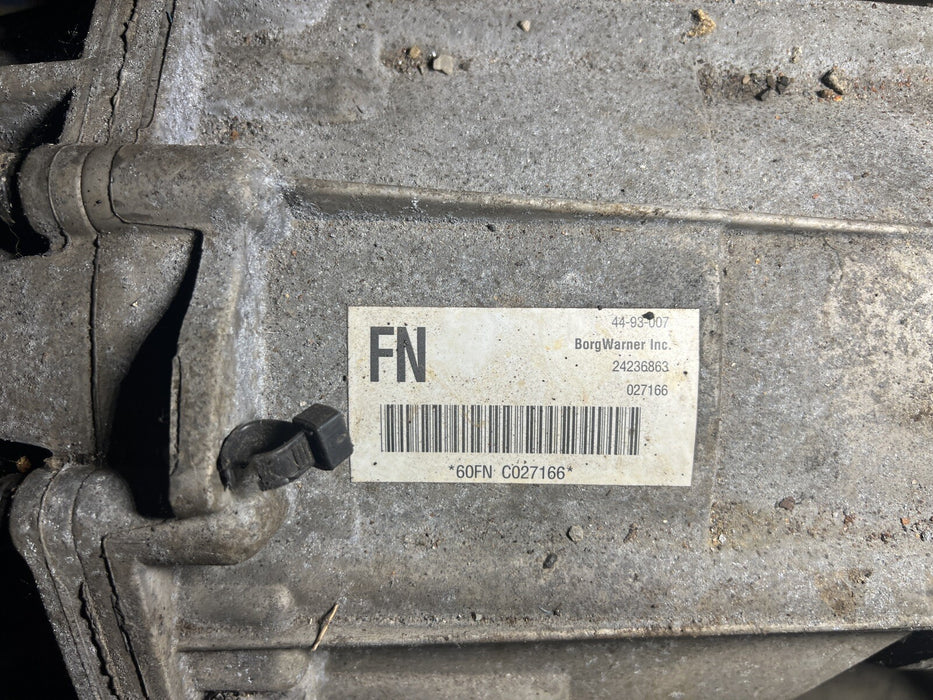 FN
44-93-007
BorgWarner Inc.
24236863
027166
*60FN C027166*